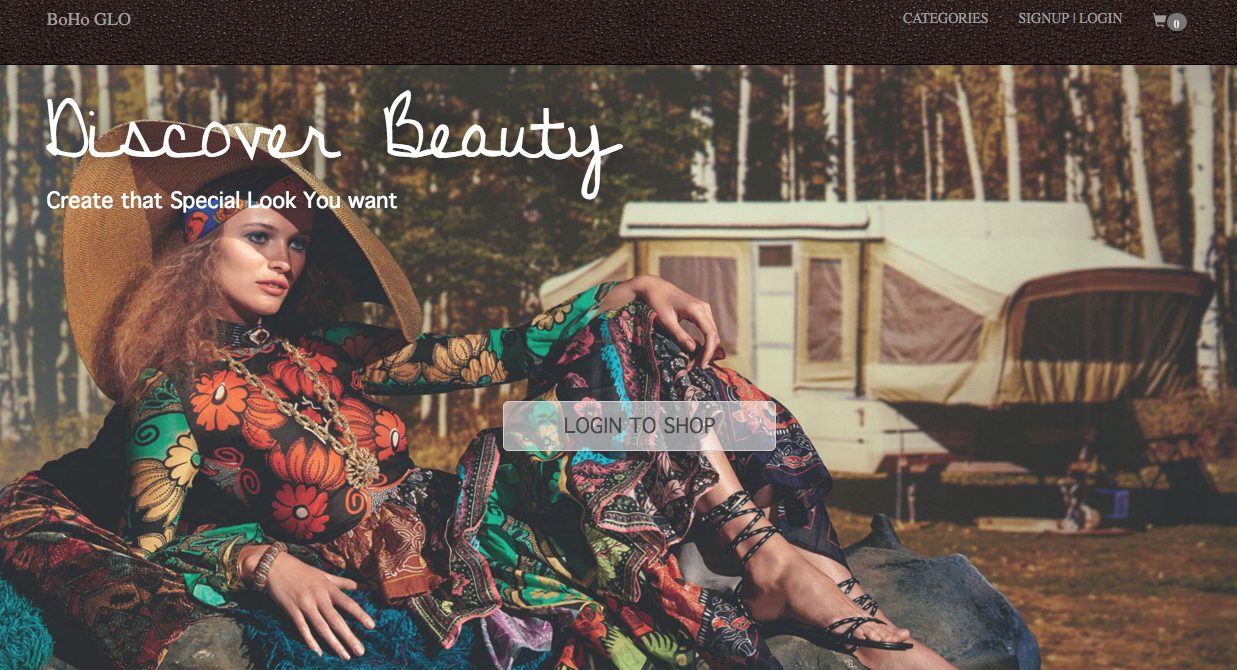 BoHo GLO
CATEGORIES
SIGNUP | LOGIN
0
Discover Beauty
Create that Special Look You want
LOGIN TO SHOP